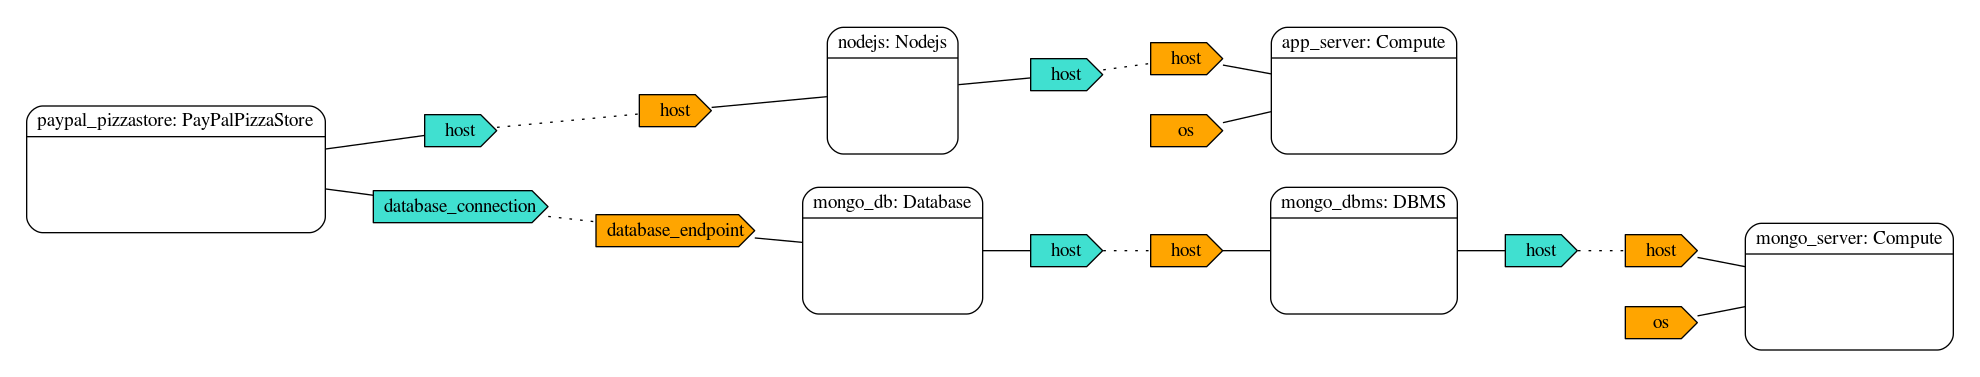 nodejs: Nodejs
app_server: Compute
host
host
host
host
os
paypal_pizzastore: PayPalPizzaStore
database_connection
database_endpoint
mongo_db: Database
host
host
mongo_dbms: DBMS
host
host
os
mongo_server: Compute